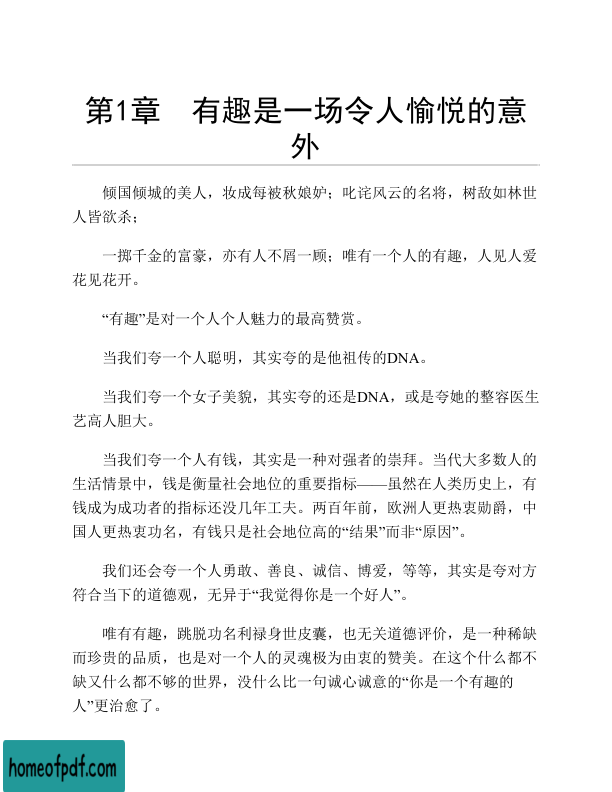 第1章　有趣是一场令人愉悦的意
外
倾国倾城的美人，妆成每被秋娘妒；叱诧风云的名将，树敌如林世
人皆欲杀；
一掷千金的富豪，亦有人不屑一顾；唯有一个人的有趣，人见人爱
花见花开。
“有趣”是对一个人个人魅力的最高赞赏。
当我们夸一个人聪明，其实夸的是他祖传的DNA。
当我们夸一个女子美貌，其实夸的还是DNA，或是夸她的整容医生
艺高人胆大。
当我们夸一个人有钱，其实是一种对强者的崇拜。当代大多数人的
生活情景中，钱是衡量社会地位的重要指标——虽然在人类历史上，有
钱成为成功者的指标还没几年工夫。两百年前，欧洲人更热衷勋爵，中
国人更热衷功名，有钱只是社会地位高的“结果”而非“原因”。
我们还会夸一个人勇敢、善良、诚信、博爱，等等，其实是夸对方
符合当下的道德观，无异于“我觉得你是一个好人”。
唯有有趣，跳脱功名利禄身世皮囊，也无关道德评价，是一种稀缺
而珍贵的品质，也是对一个人的灵魂极为由衷的赞美。在这个什么都不
缺又什么都不够的世界，没什么比一句诚心诚意的“你是一个有趣的
人”更治愈了。
homeofpdf.com